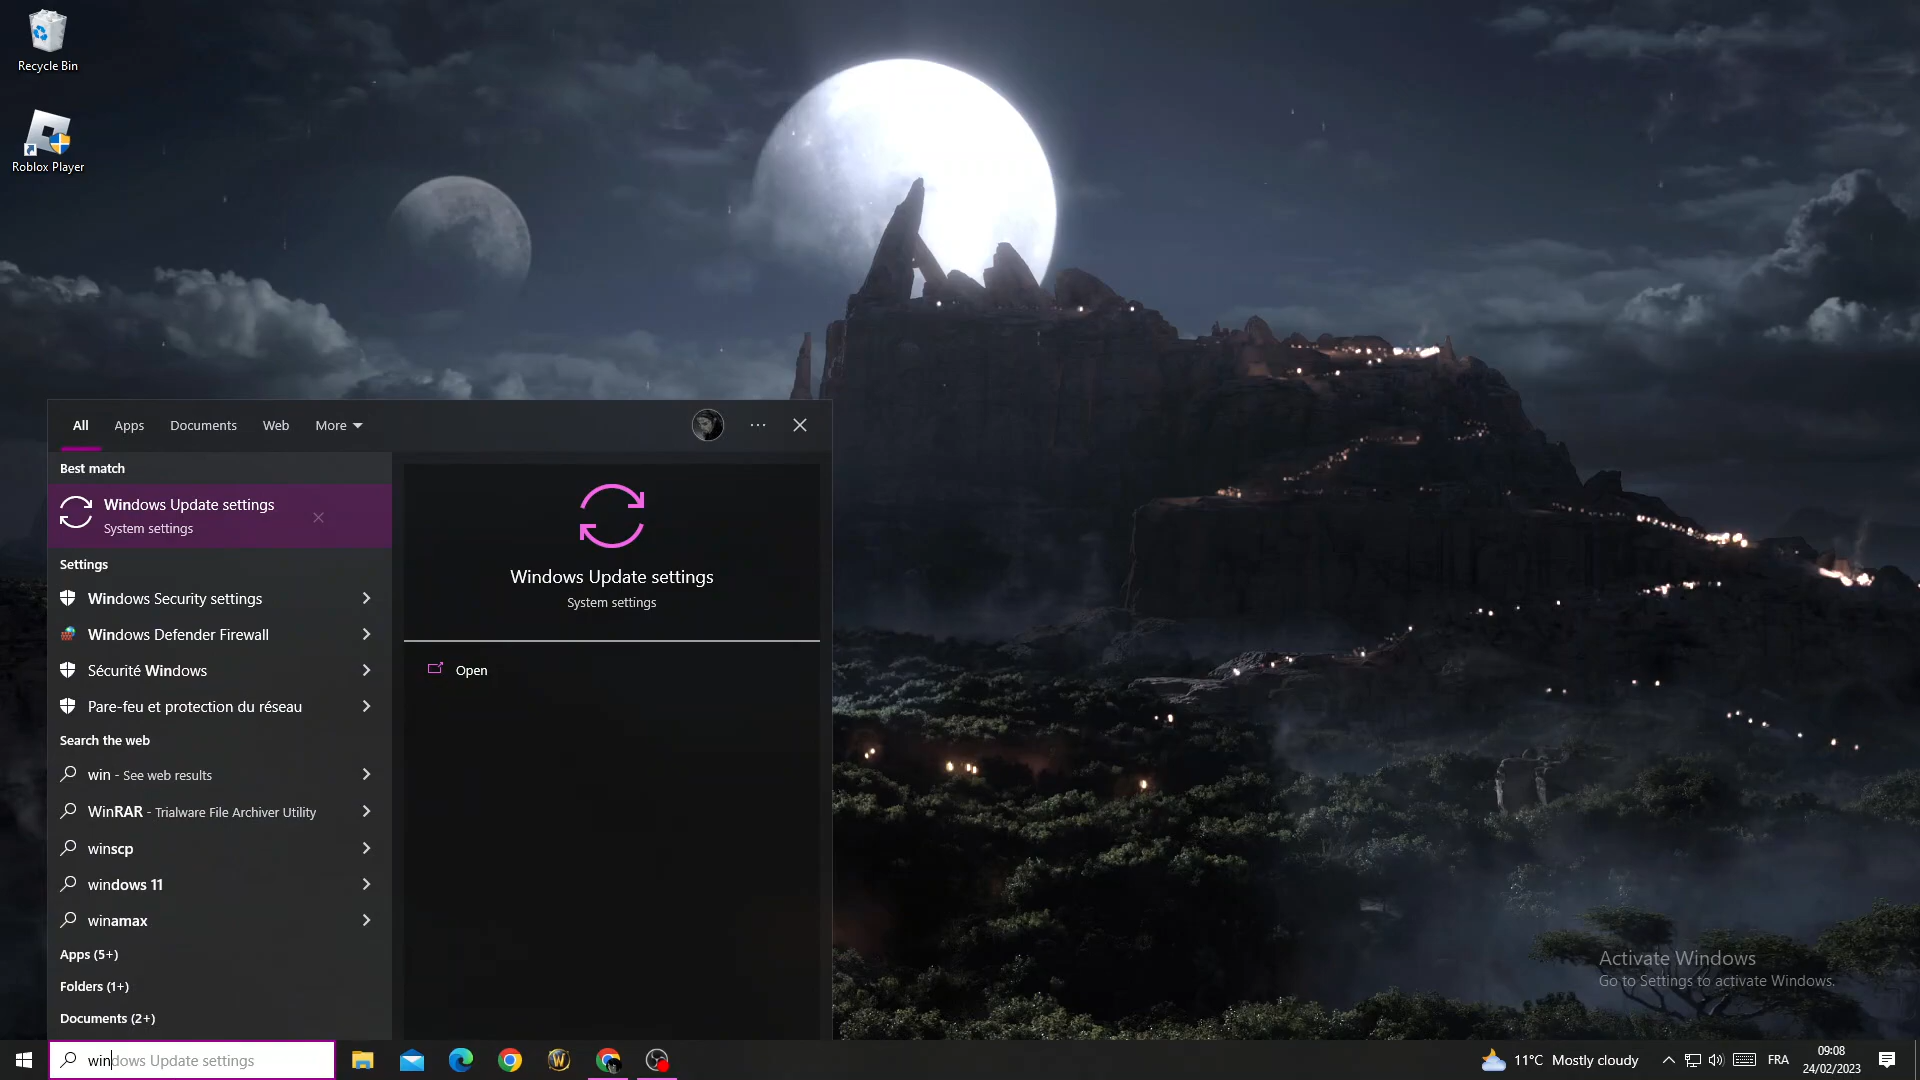 Recycle Bin
Roblox Player
All
Apps
Documents
Web
More
Best match
Windows Update settings
System settings
Settings
Windows Security settings
Windows Defender Firewall
Sécurité Windows
Pare-feu et protection du réseau
Search the web
win - See web results
WinRAR - Trialware File Archiver Utility
winscp
windows 11
winamax
Apps (5+)
Folders (1+)
Documents (2+)
Windows Update settings
System settings
Open
Activate Windows
Go to Settings to activate Windows.
windows Update settings
11°C Mostly cloudy
FRA
09:08
24/02/2023